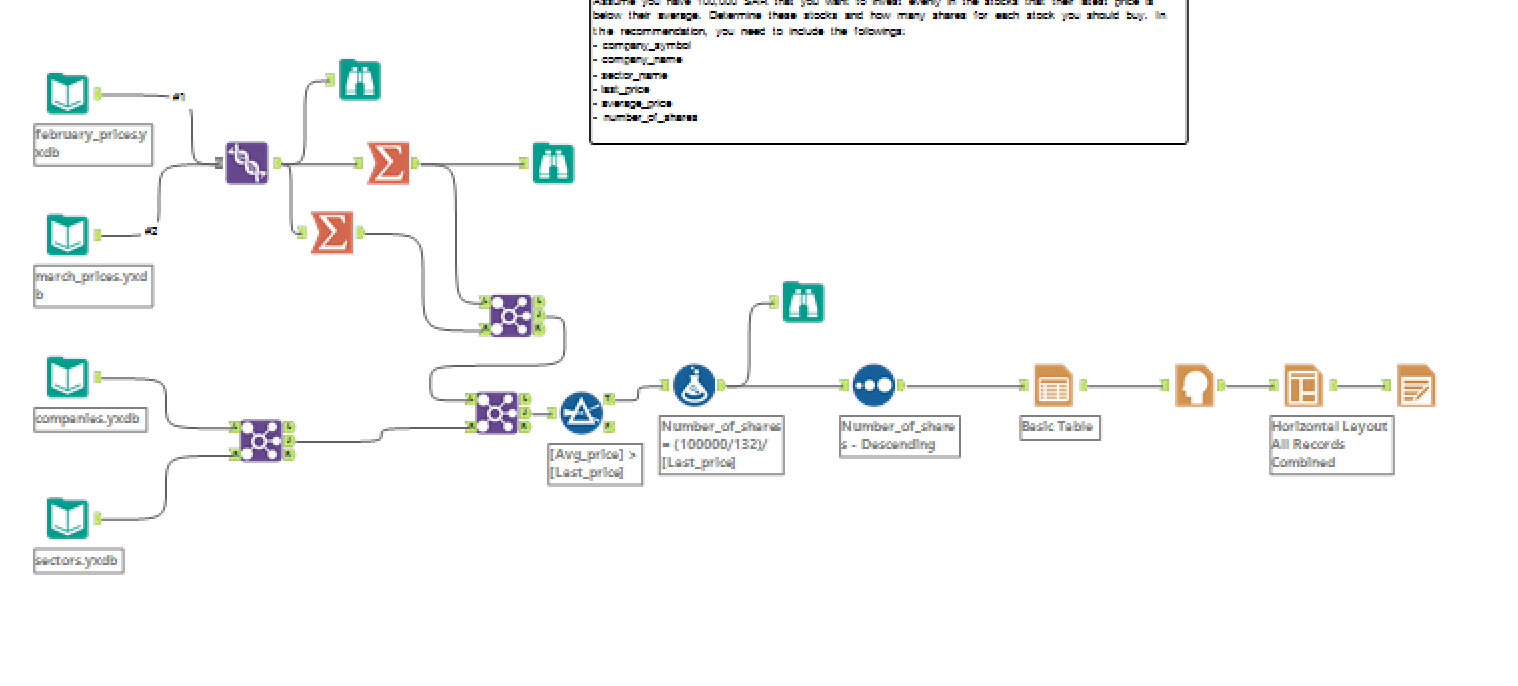 Assume you have 100,000 SAR that you want to invest evenly in the stocks that their latest price is
below their average. Determine these stocks and how many shares for each stock you should buy. In
the recommendation, you need to include the followings:
- company_symbol
- company_name
- sector_name
- last_price
- average_price
- number_of_shares
#1
february_prices.y
xdb
#2
march_prices.yxd
b
companies.yxdb
sectors.yxdb
[Avg_price] >
[Last_price]
Number_of_shares
= (100000/132)/
[Last_price]
Number_of_share
s - Descending
Basic Table
Horizontal Layout
All Records
Combined